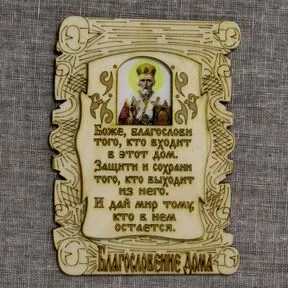 Боже, благослови
того, кто входит
в этот дом.
Защити и сохрани
того, кто выходит
из него.
И дай мир тому,
кто в нем
остается.
Благословение Дома